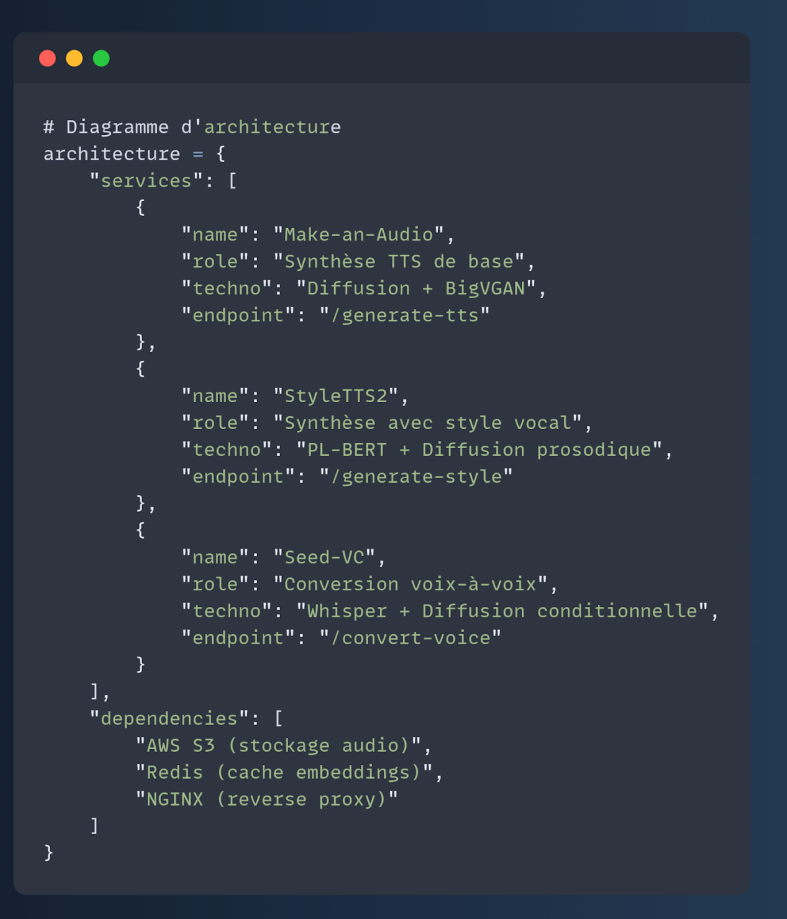 # Diagramme d'architecture
architecture = {
    "services": [
        {
            "name": "Make-an-Audio",
            "role": "Synthèse TTS de base",
            "techno": "Diffusion + BigVGAN",
            "endpoint": "/generate-tts"
        },
        {
            "name": "StyleTTS2",
            "role": "Synthèse avec style vocal",
            "techno": "PL-BERT + Diffusion prosodique",
            "endpoint": "/generate-style"
        },
        {
            "name": "Seed-VC",
            "role": "Conversion voix-à-voix",
            "techno": "Whisper + Diffusion conditionnelle",
            "endpoint": "/convert-voice"
        }
    ],
    "dependencies": [
        "AWS S3 (stockage audio)",
        "Redis (cache embeddings)",
        "NGINX (reverse proxy)"
    ]
}